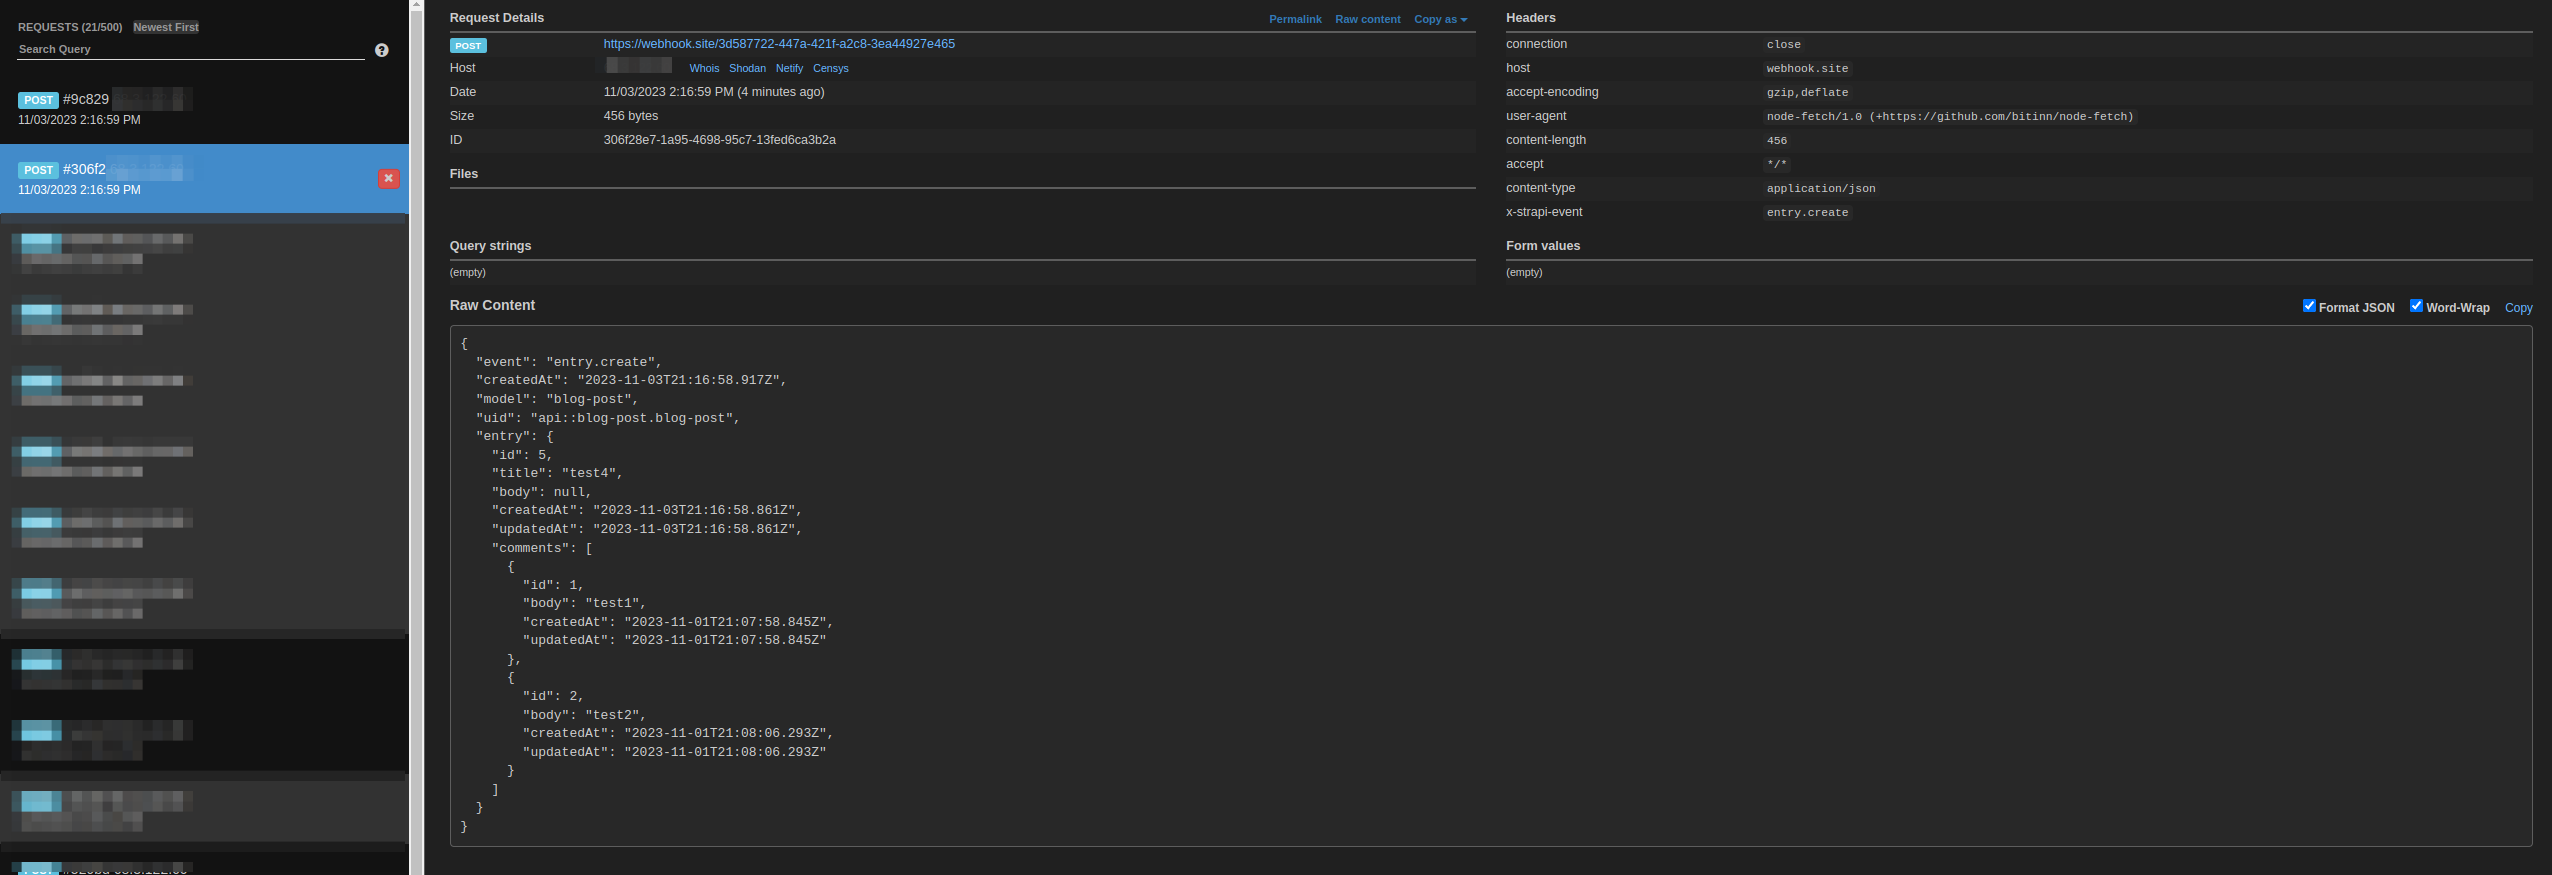 REQUESTS (21/500) Newest First
Search Query
POST #9c829
11/03/2023 2:16:59 PM
POST #306f2
11/03/2023 2:16:59 PM
Request Details Permalink Raw content Copy as
POST https://webhook.site/3d587722-447a-421f-a2c8-3ea44927e465
Host Whois Shodan Netify Censys
Date 11/03/2023 2:16:59 PM (4 minutes ago)
Size 456 bytes
ID 306f28e7-1a95-4698-95c7-13fed6ca3b2a
Files
Headers
connection close
host webhook.site
accept-encoding gzip,deflate
user-agent node-fetch/1.0 (+https://github.com/bitinn/node-fetch)
content-length 456
accept */*
content-type application/json
x-strapi-event entry.create
Query strings
(empty)
Form values
(empty)
Raw Content Format JSON Word-Wrap Copy
{
"event": "entry.create",
"createdAt": "2023-11-03T21:16:58.917Z",
"model": "blog-post",
"uid": "api::blog-post.blog-post",
"entry": {
"id": 5,
"title": "test4",
"body": null,
"createdAt": "2023-11-03T21:16:58.861Z",
"updatedAt": "2023-11-03T21:16:58.861Z",
"comments": [
{
"id": 1,
"body": "test1",
"createdAt": "2023-11-01T21:07:58.845Z",
"updatedAt": "2023-11-01T21:07:58.845Z"
},
{
"id": 2,
"body": "test2",
"createdAt": "2023-11-01T21:08:06.293Z",
"updatedAt": "2023-11-01T21:08:06.293Z"
}
]
}
}